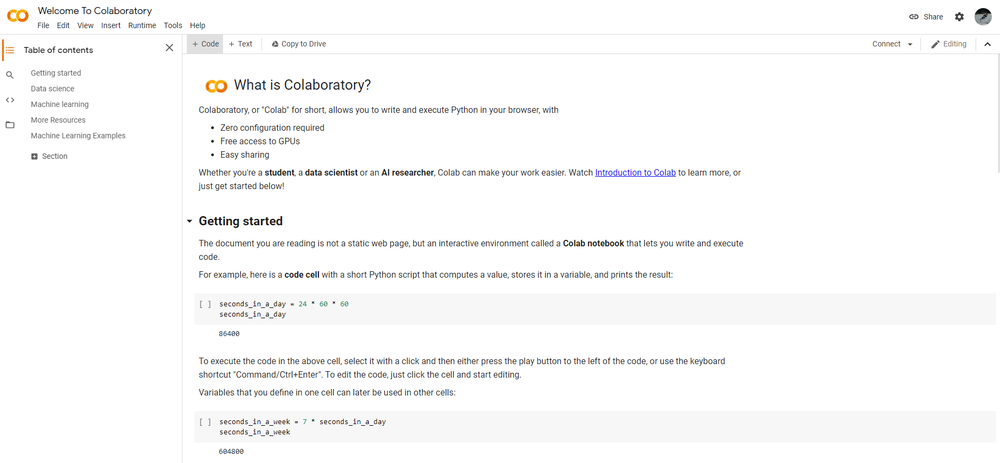 Welcome To Colaboratory
File Edit View Insert Runtime Tools Help
Share
Table of contents
Getting started
Data science
Machine learning
More Resources
Machine Learning Examples
Section
+ Code + Text Copy to Drive
Connect Editing
What is Colaboratory?
Colaboratory, or "Colab" for short, allows you to write and execute Python in your browser, with
• Zero configuration required
• Free access to GPUs
• Easy sharing
Whether you're a student, a data scientist or an AI researcher, Colab can make your work easier. Watch Introduction to Colab to learn more, or
just get started below!
Getting started
The document you are reading is not a static web page, but an interactive environment called a Colab notebook that lets you write and execute
code.
For example, here is a code cell with a short Python script that computes a value, stores it in a variable, and prints the result:
[ ] seconds_in_a_day = 24 * 60 * 60
seconds_in_a_day
86400
To execute the code in the above cell, select it with a click and then either press the play button to the left of the code, or use the keyboard
shortcut "Command/Ctrl+Enter". To edit the code, just click the cell and start editing.
Variables that you define in one cell can later be used in other cells:
[ ] seconds_in_a_week = 7 * seconds_in_a_day
seconds_in_a_week
604800